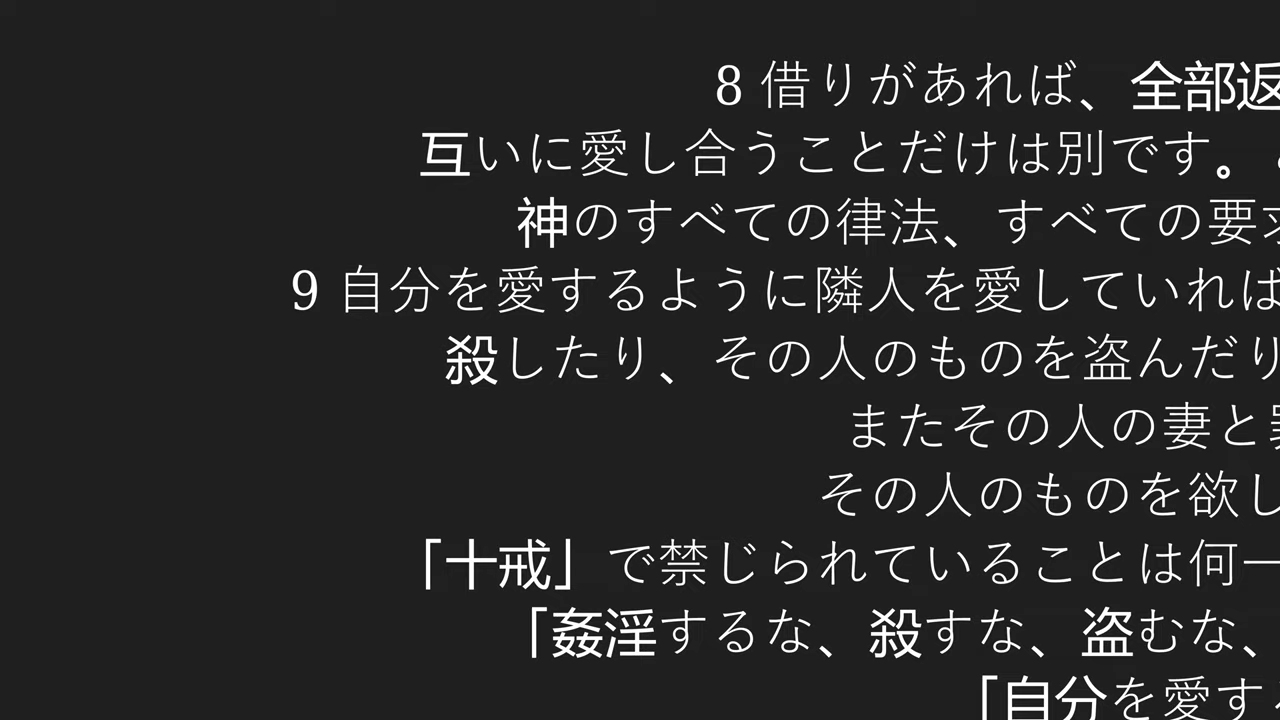 8 借りがあれば、全部返
互いに愛し合うことだけは別です。
神のすべての律法、すべての要求
9 自分を愛するように隣人を愛していれば
殺したり、その人のものを盗んだり
またその人の妻と罪
その人のものを欲し
「十戒」で禁じられていることは何一
「姦淫するな、殺すな、盗むな、
「自分を愛する